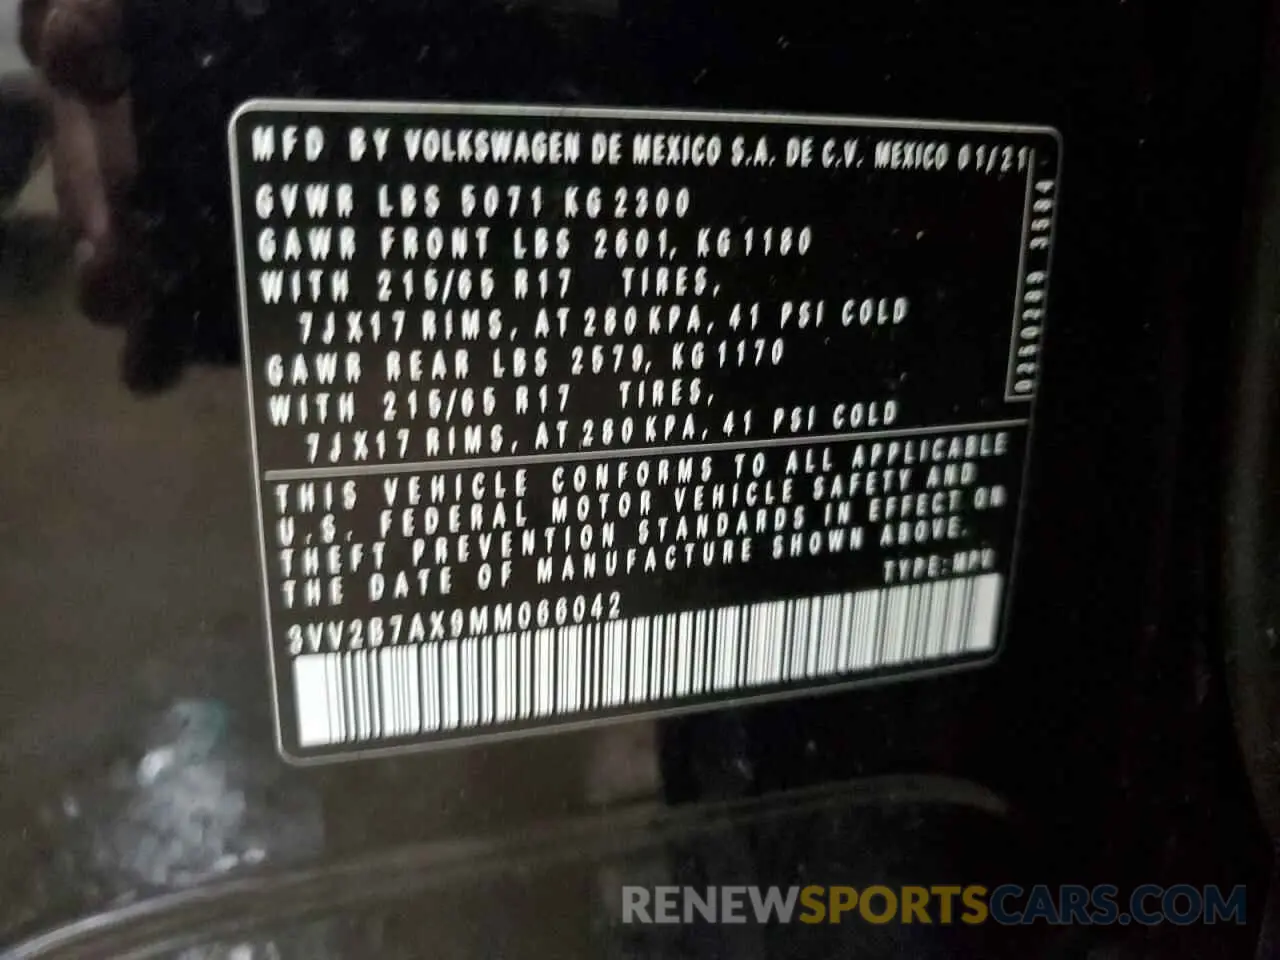 MFD BY VOLKSWAGEN DE MEXICO S.A. DE C.V. MEXICO 01/21
GVWR LBS 5071 KG 2300
GAWR FRONT LBS 2601, KG 1180
WITH 215/65 R17 TIRES,
7JX17 RIMS, AT 280 KPA, 41 PSI COLD
GAWR REAR LBS 2579, KG 1170
WITH 215/65 R17 TIRES,
7JX17 RIMS, AT 280 KPA, 41 PSI COLD
0250289 3584
THIS VEHICLE CONFORMS TO ALL APPLICABLE
U.S. FEDERAL MOTOR VEHICLE SAFETY AND
THEFT PREVENTION STANDARDS IN EFFECT ON
THE DATE OF MANUFACTURE SHOWN ABOVE.
TYPE: MPV
3VV2B7AX9MM066042
RENEWSPORTSCARS.COM